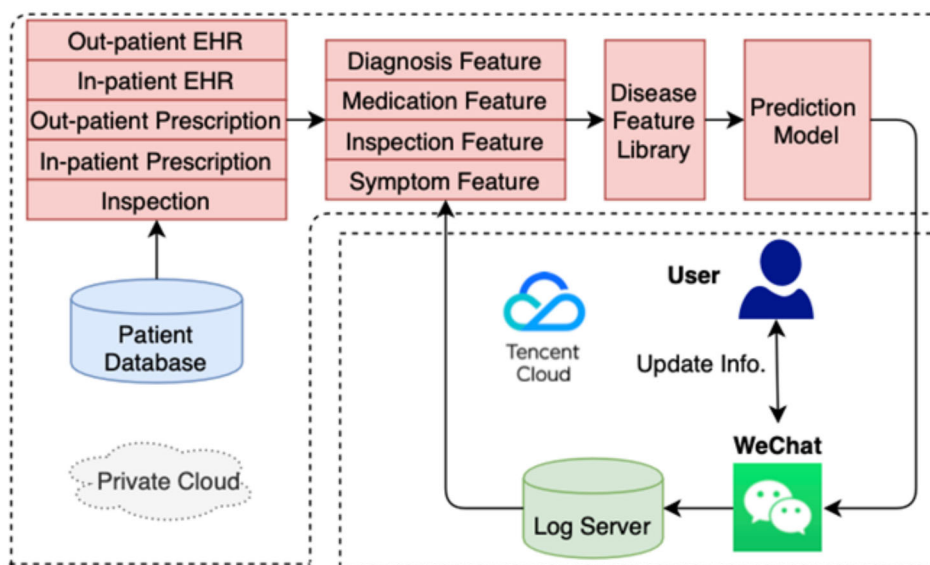 Out-patient EHR
In-patient EHR
Out-patient Prescription
In-patient Prescription
Inspection
Diagnosis Feature
Medication Feature
Inspection Feature
Symptom Feature
Disease
Feature
Library
Prediction
Model
Patient
Database
Private Cloud
Tencent
Cloud
User
Update Info.
WeChat
Log Server